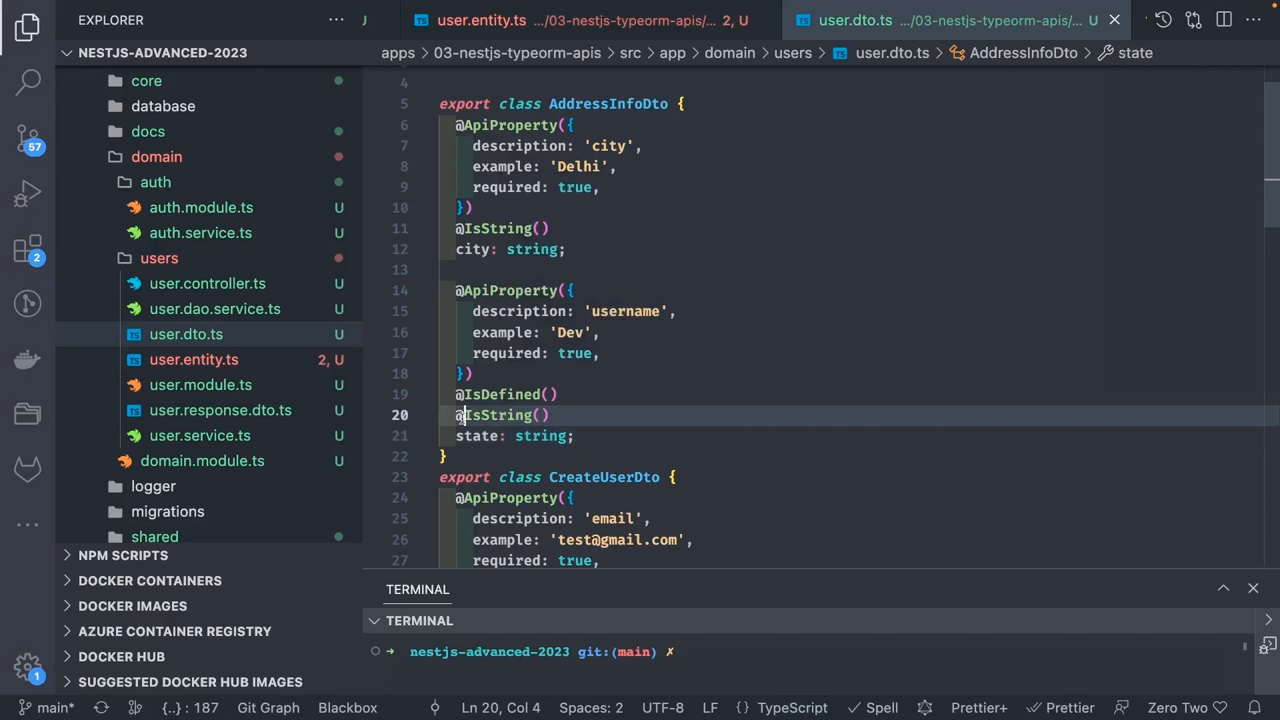 EXPLORER
user.entity.ts .../03-nestjs-typeorm-apis/... 2, U
user.dto.ts .../03-nestjs-typeorm-apis/... U
NESTJS-ADVANCED-2023
apps
03-nestjs-typeorm-apis
src
app
domain
users
user.dto.ts
AddressInfoDto
state
core
database
docs
domain
auth
auth.module.ts U
auth.service.ts U
users
user.controller.ts U
user.dao.service.ts U
user.dto.ts U
user.entity.ts 2, U
user.module.ts U
user.response.dto.ts U
user.service.ts U
domain.module.ts U
logger
migrations
shared
NPM SCRIPTS
DOCKER CONTAINERS
DOCKER IMAGES
AZURE CONTAINER REGISTRY
DOCKER HUB
SUGGESTED DOCKER HUB IMAGES
57
2
1
4
5 export class AddressInfoDto {
6 @ApiProperty({
7 description: 'city',
8 example: 'Delhi',
9 required: true,
10 })
11 @IsString()
12 city: string;
13
14 @ApiProperty({
15 description: 'username',
16 example: 'Dev',
17 required: true,
18 })
19 @IsDefined()
20 @IsString()
21 state: string;
22 }
23 export class CreateUserDto {
24 @ApiProperty({
25 description: 'email',
26 example: 'test@gmail.com',
27 required: true,
TERMINAL
TERMINAL
nestjs-advanced-2023 git:(main) ✗
main* {..} : 187 Git Graph Blackbox Ln 20, Col 4 Spaces: 2 UTF-8 LF {} TypeScript Spell Prettier+ Prettier Zero Two